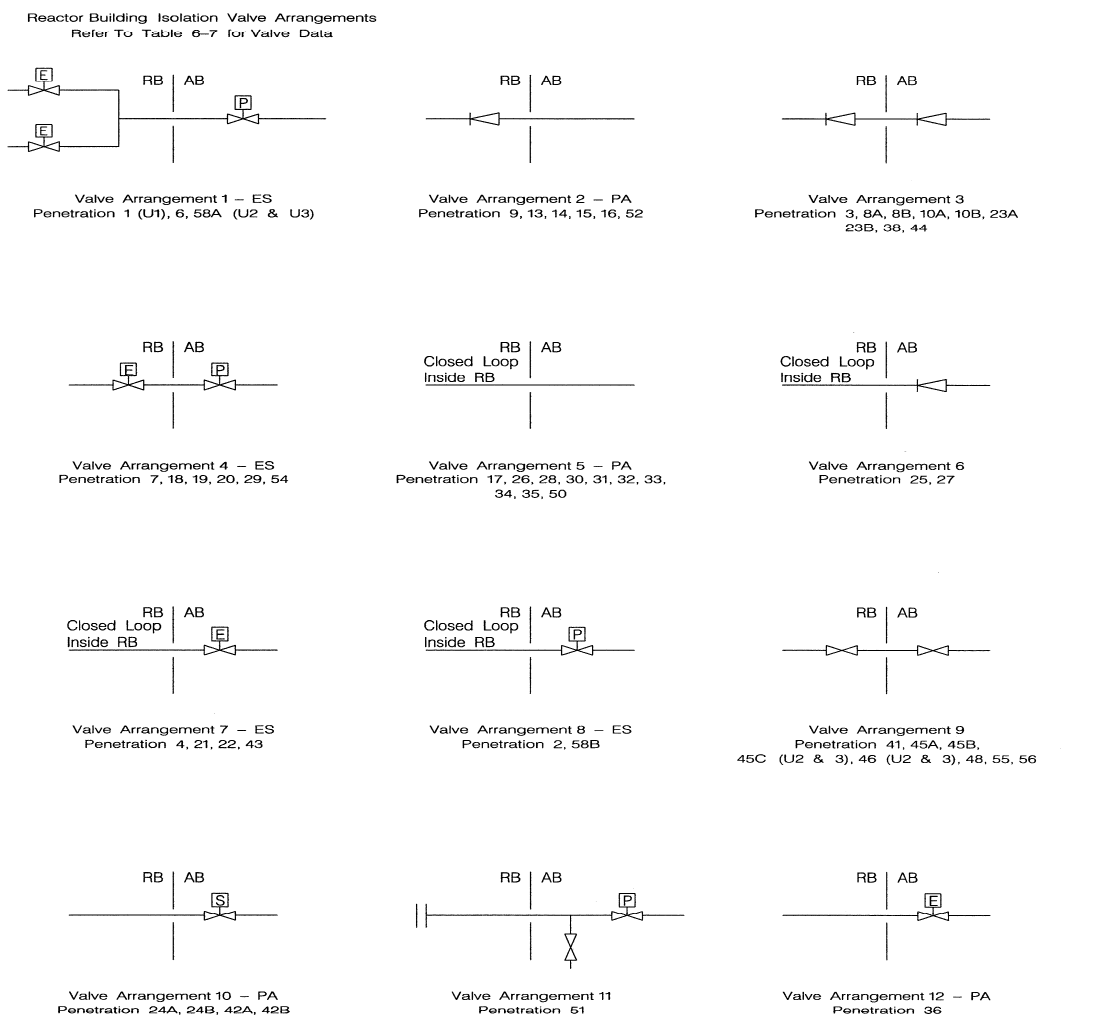 Reactor Building Isolation Valve Arrangements
Refer To Table 6-7 for Valve Data
E
E
RB AB
P
Valve Arrangement 1 - ES
Penetration 1 (U1), 6, 58A (U2 & U3)
RB AB
Valve Arrangement 2 - PA
Penetration 9, 13, 14, 15, 16, 52
RB AB
Valve Arrangement 3
Penetration 3, 8A, 8B, 10A, 10B, 23A
23B, 38, 44
RB AB
E P
Valve Arrangement 4 - ES
Penetration 7, 18, 19, 20, 29, 54
RB AB
Closed Loop
Inside RB
Valve Arrangement 5 - PA
Penetration 17, 26, 28, 30, 31, 32, 33,
34, 35, 50
RB AB
Closed Loop
Inside RB
Valve Arrangement 6
Penetration 25, 27
RB AB
Closed Loop
Inside RB
E
Valve Arrangement 7 - ES
Penetration 4, 21, 22, 43
RB AB
Closed Loop
Inside RB
P
Valve Arrangement 8 - ES
Penetration 2, 58B
RB AB
Valve Arrangement 9
Penetration 41, 45A, 45B,
45C (U2 & 3), 46 (U2 & 3), 48, 55, 56
RB AB
S
Valve Arrangement 10 - PA
Penetration 24A, 24B, 42A, 42B
RB AB
P
Valve Arrangement 11
Penetration 51
RB AB
E
Valve Arrangement 12 - PA
Penetration 36